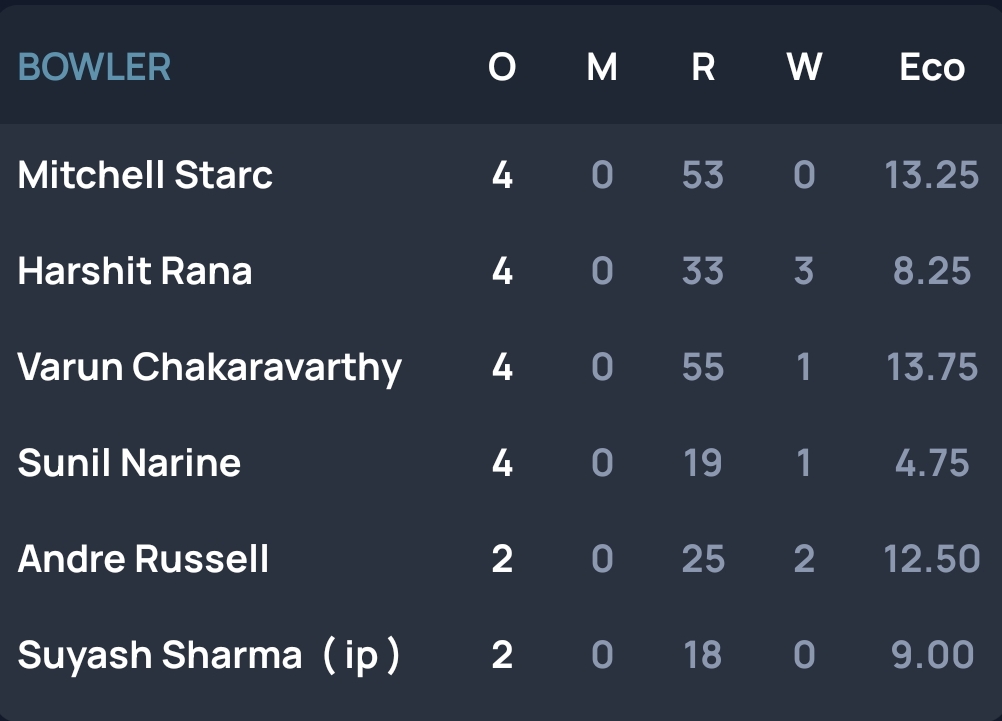 BOWLER O M R W Eco
Mitchell Starc 4 0 53 0 13.25
Harshit Rana 4 0 33 3 8.25
Varun Chakaravarthy 4 0 55 1 13.75
Sunil Narine 4 0 19 1 4.75
Andre Russell 2 0 25 2 12.50
Suyash Sharma ( ip ) 2 0 18 0 9.00